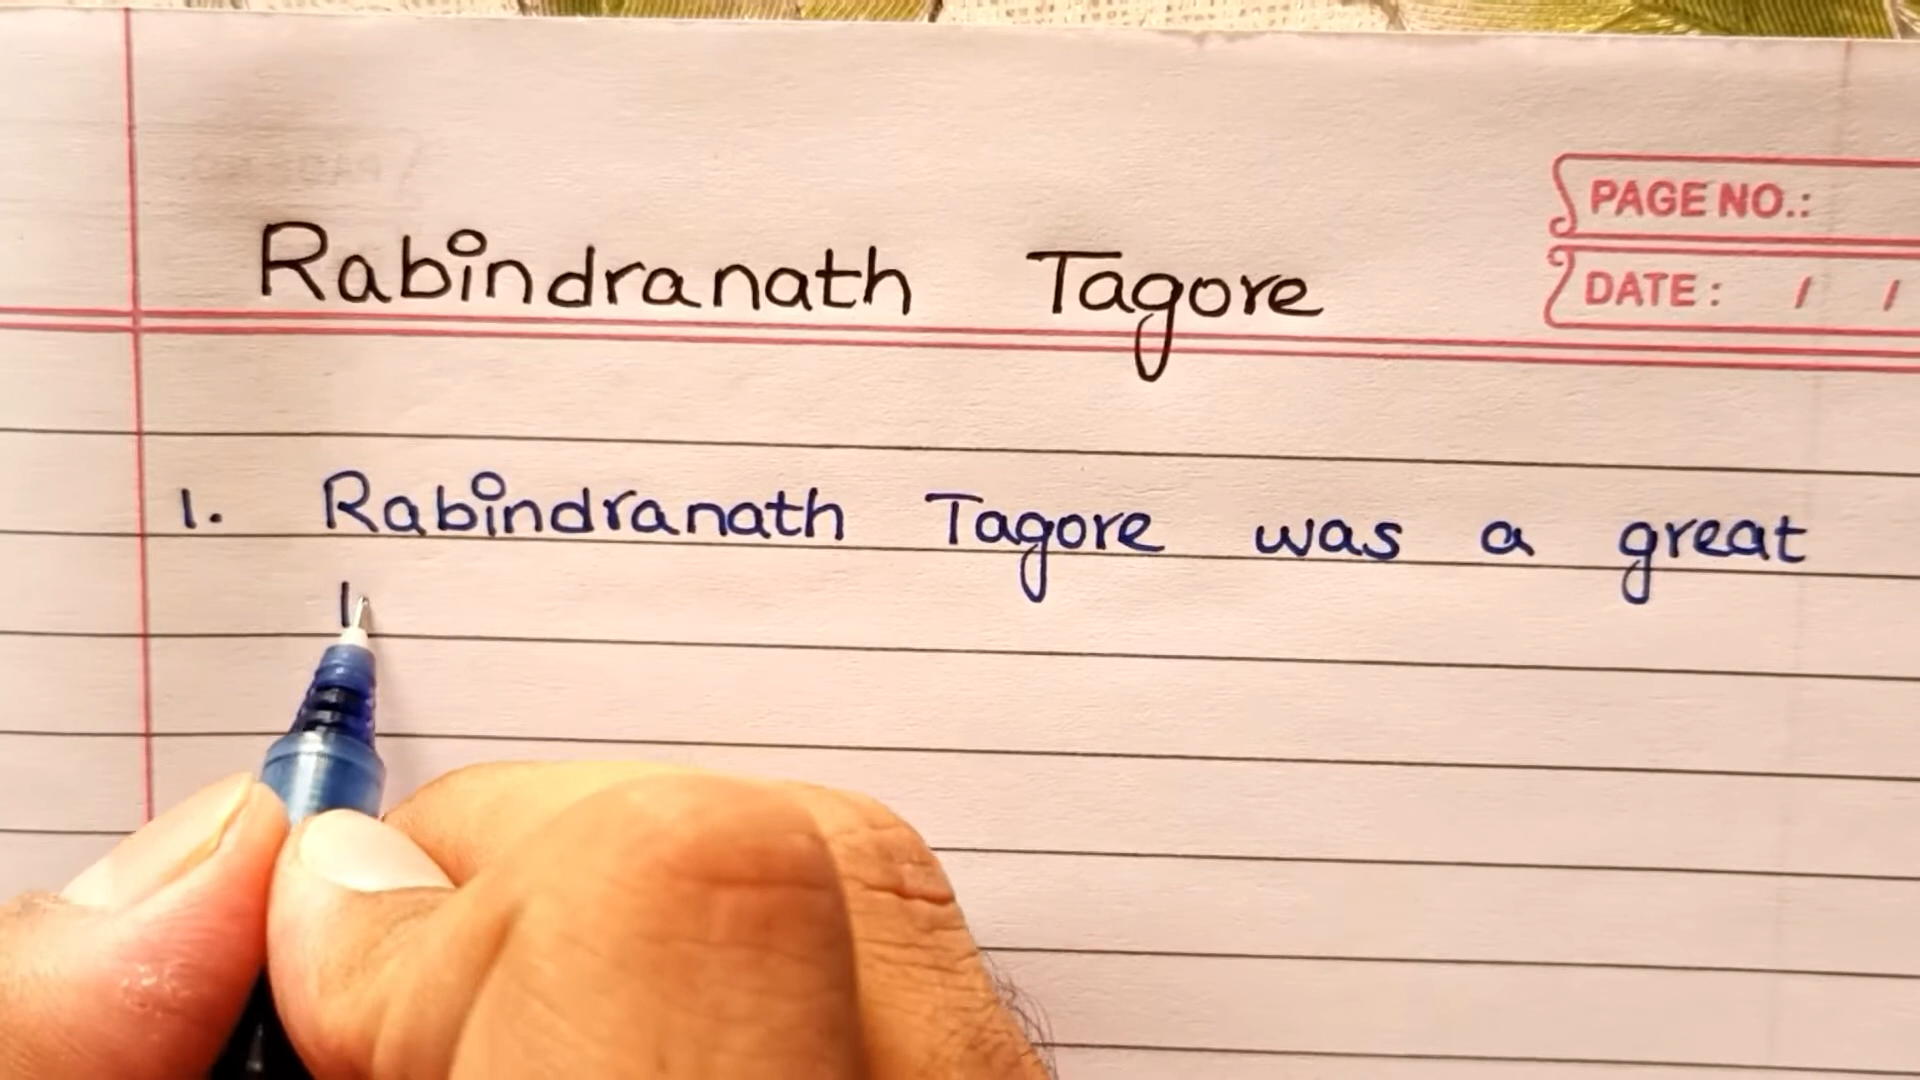 PAGE NO.:
Rabindranath Tagore
DATE: / /
1. Rabindranath Tagore was a great